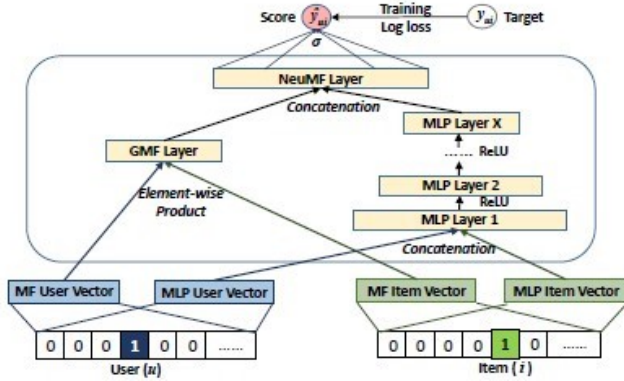 Score ŷui Training Log loss yui Target
σ
NeuMF Layer
Concatenation
MLP Layer X
GMF Layer
...... ReLU
Element-wise Product
MLP Layer 2
ReLU
MLP Layer 1
Concatenation
MF User Vector MLP User Vector MF Item Vector MLP Item Vector
0 0 0 1 0 0 ...... 0 0 0 0 1 0 ......
User (u) Item ( i )